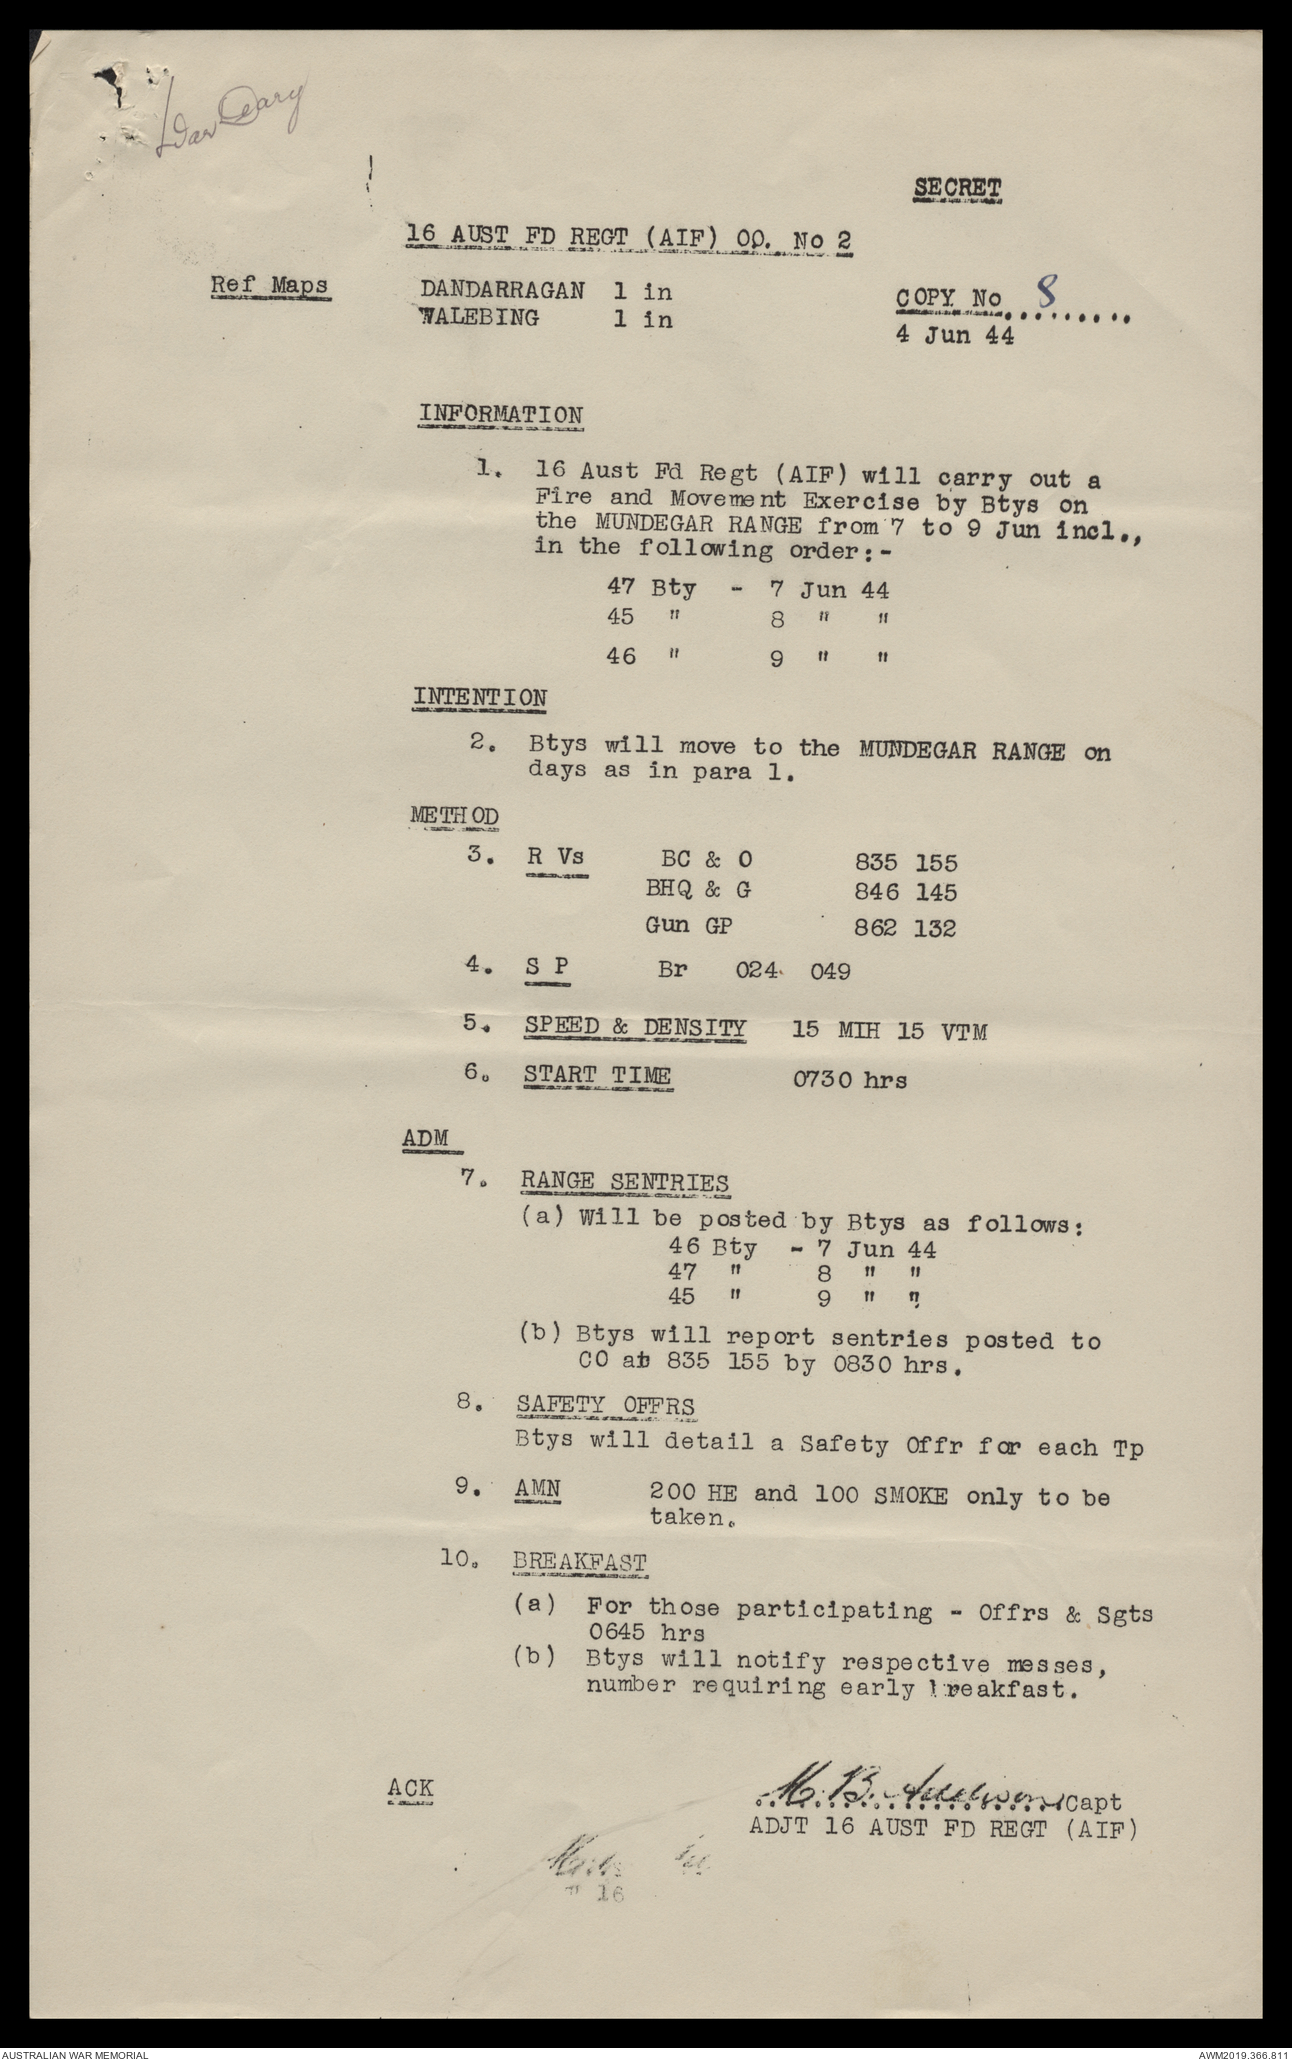 War Diary
SECRET
16 AUST FD REGT (AIF) OO. No 2
Ref Maps DANDARRAGAN 1 in
WALEBING 1 in
COPY No 8
4 Jun 44
INFORMATION
1. 16 Aust Fd Regt (AIF) will carry out a
Fire and Movement Exercise by Btys on
the MUNDEGAR RANGE from 7 to 9 Jun incl.,
in the following order:-
47 Bty - 7 Jun 44
45 " 8 " "
46 " 9 " "
INTENTION
2. Btys will move to the MUNDEGAR RANGE on
days as in para 1.
METHOD
3. R Vs BC & O 835 155
BHQ & G 846 145
Gun GP 862 132
4. S P Br 024 049
5. SPEED & DENSITY 15 MIH 15 VTM
6. START TIME 0730 hrs
ADM
7. RANGE SENTRIES
(a) Will be posted by Btys as follows:
46 Bty - 7 Jun 44
47 " 8 " "
45 " 9 " "
(b) Btys will report sentries posted to
CO at 835 155 by 0830 hrs.
8. SAFETY OFFRS
Btys will detail a Safety Offr for each Tp
9. AMN 200 HE and 100 SMOKE only to be
taken.
10. BREAKFAST
(a) For those participating - Offrs & Sgts
0645 hrs
(b) Btys will notify respective messes,
number requiring early breakfast.
ACK
M. B. Capt
ADJT 16 AUST FD REGT (AIF)
16
AUSTRALIAN WAR MEMORIAL
AWM2019.366.811